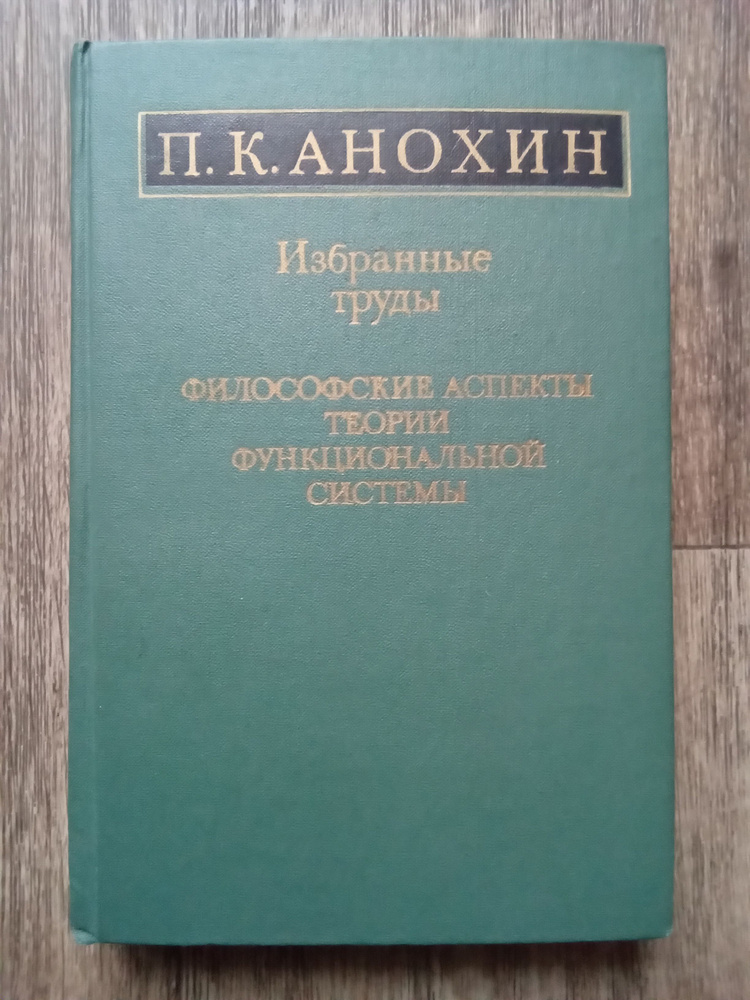 П. К. АНОХИН
Избранные
труды
ФИЛОСОФСКИЕ АСПЕКТЫ
ТЕОРИИ
ФУНКЦИОНАЛЬНОЙ
СИСТЕМЫ